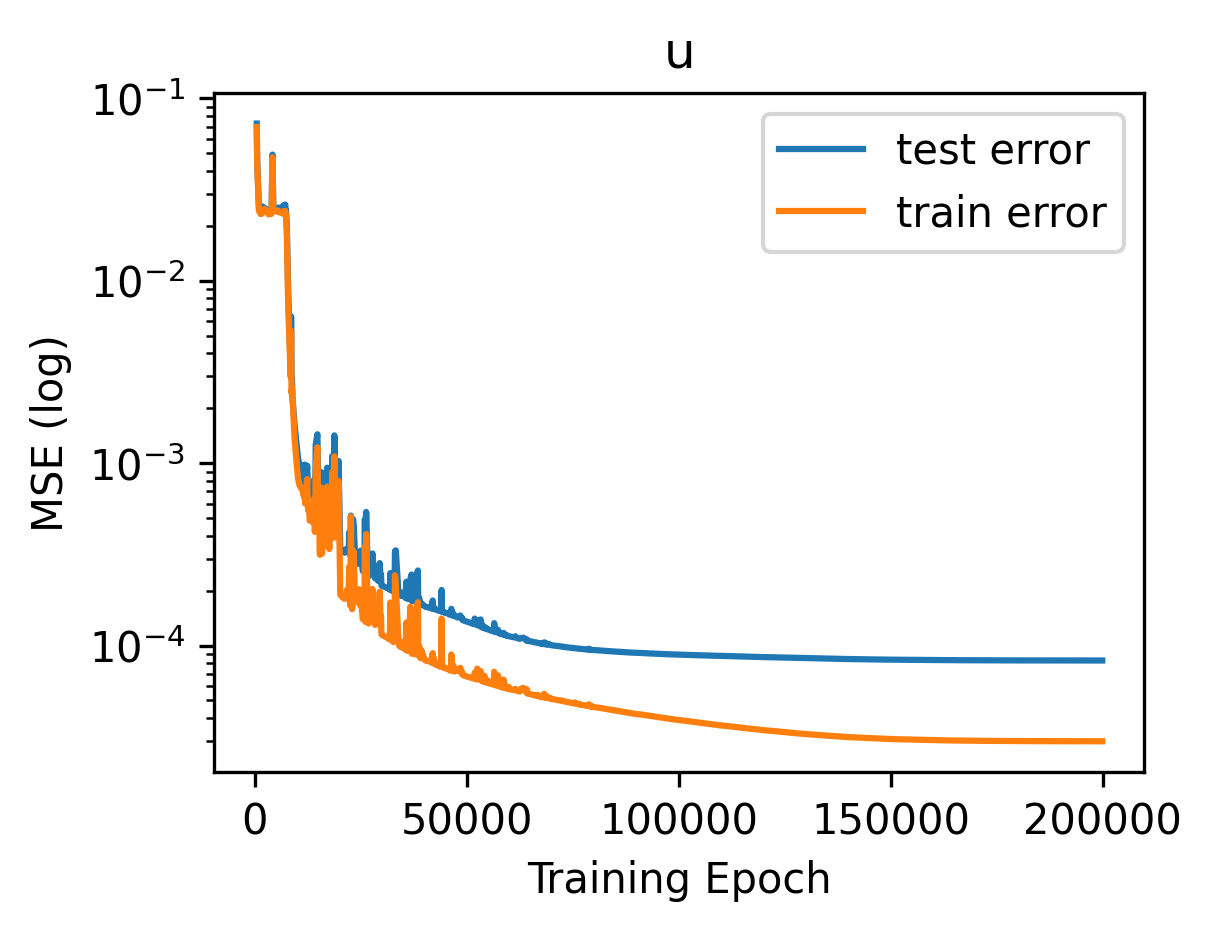 u
MSE (log)
10⁻¹
10⁻²
10⁻³
10⁻⁴
test error
train error
0
50000
100000
150000
200000
Training Epoch